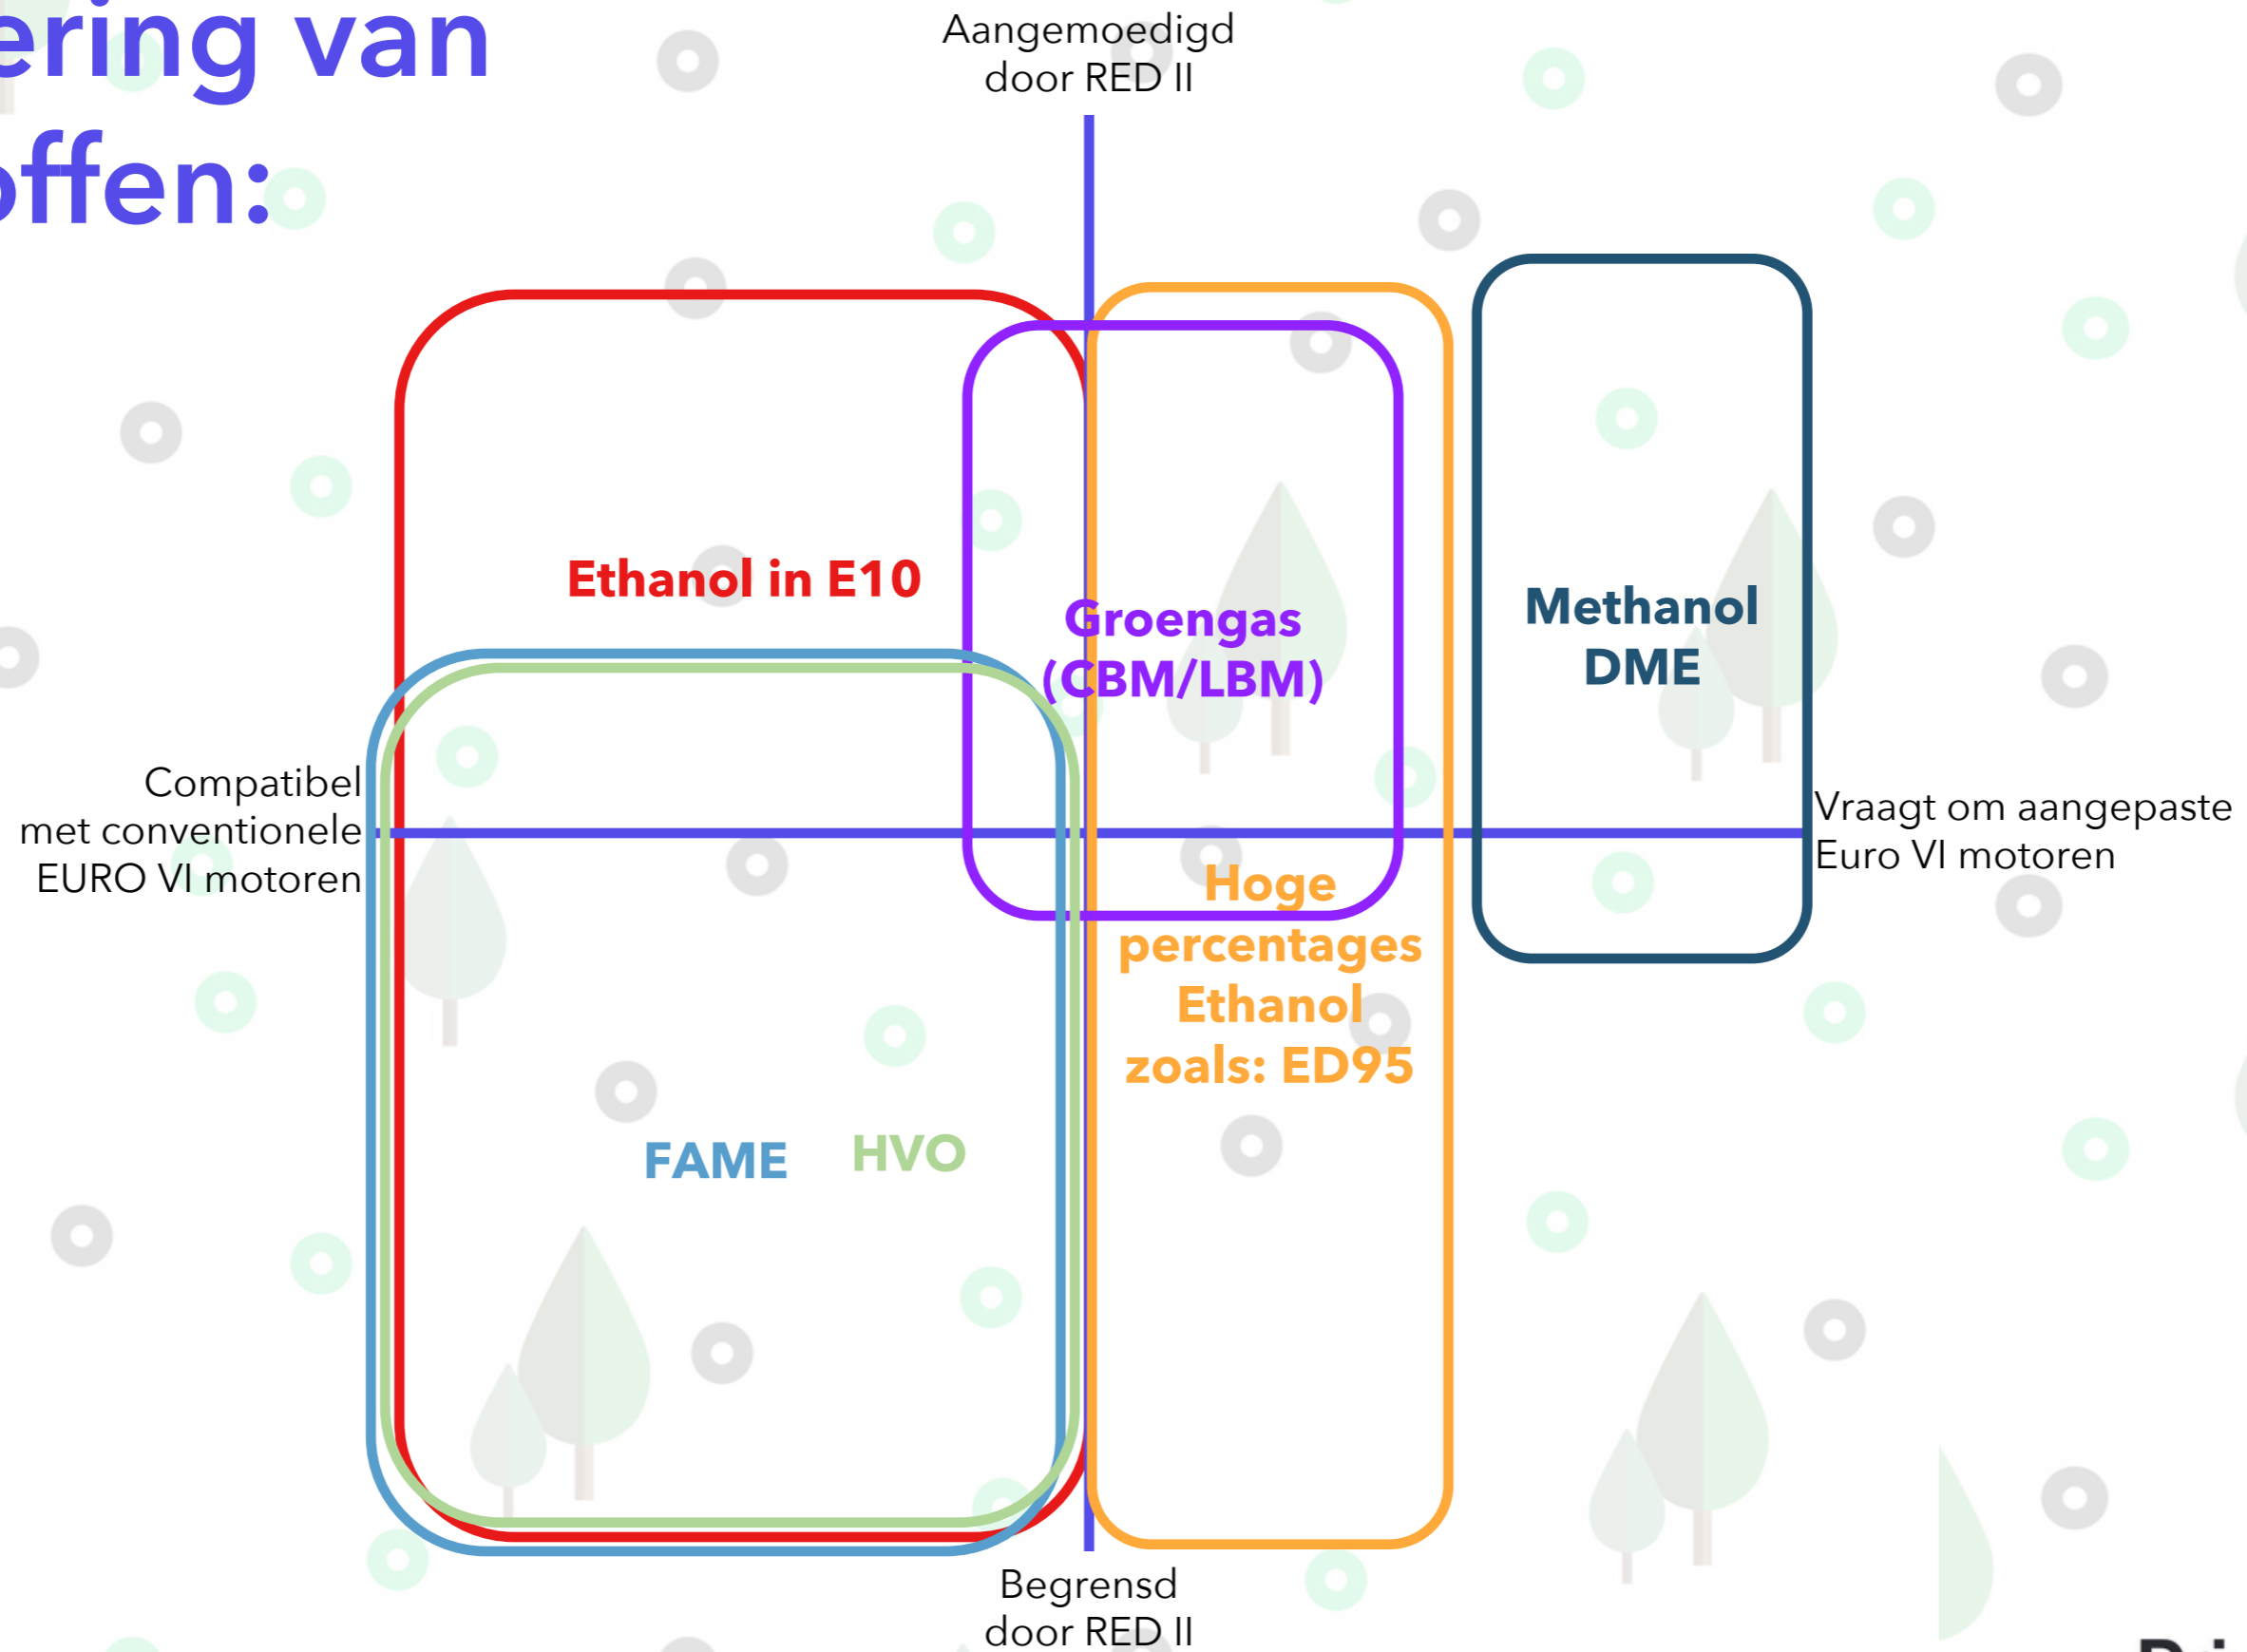 ering van
offen:
Aangemoedigd
door RED II
Ethanol in E10
Groengas
(CBM/LBM)
Methanol
DME
Compatibel
met conventionele
EURO VI motoren
Vraagt om aangepaste
Euro VI motoren
Hoge
percentages
Ethanol
zoals: ED95
FAME
HVO
Begrensd
door RED II